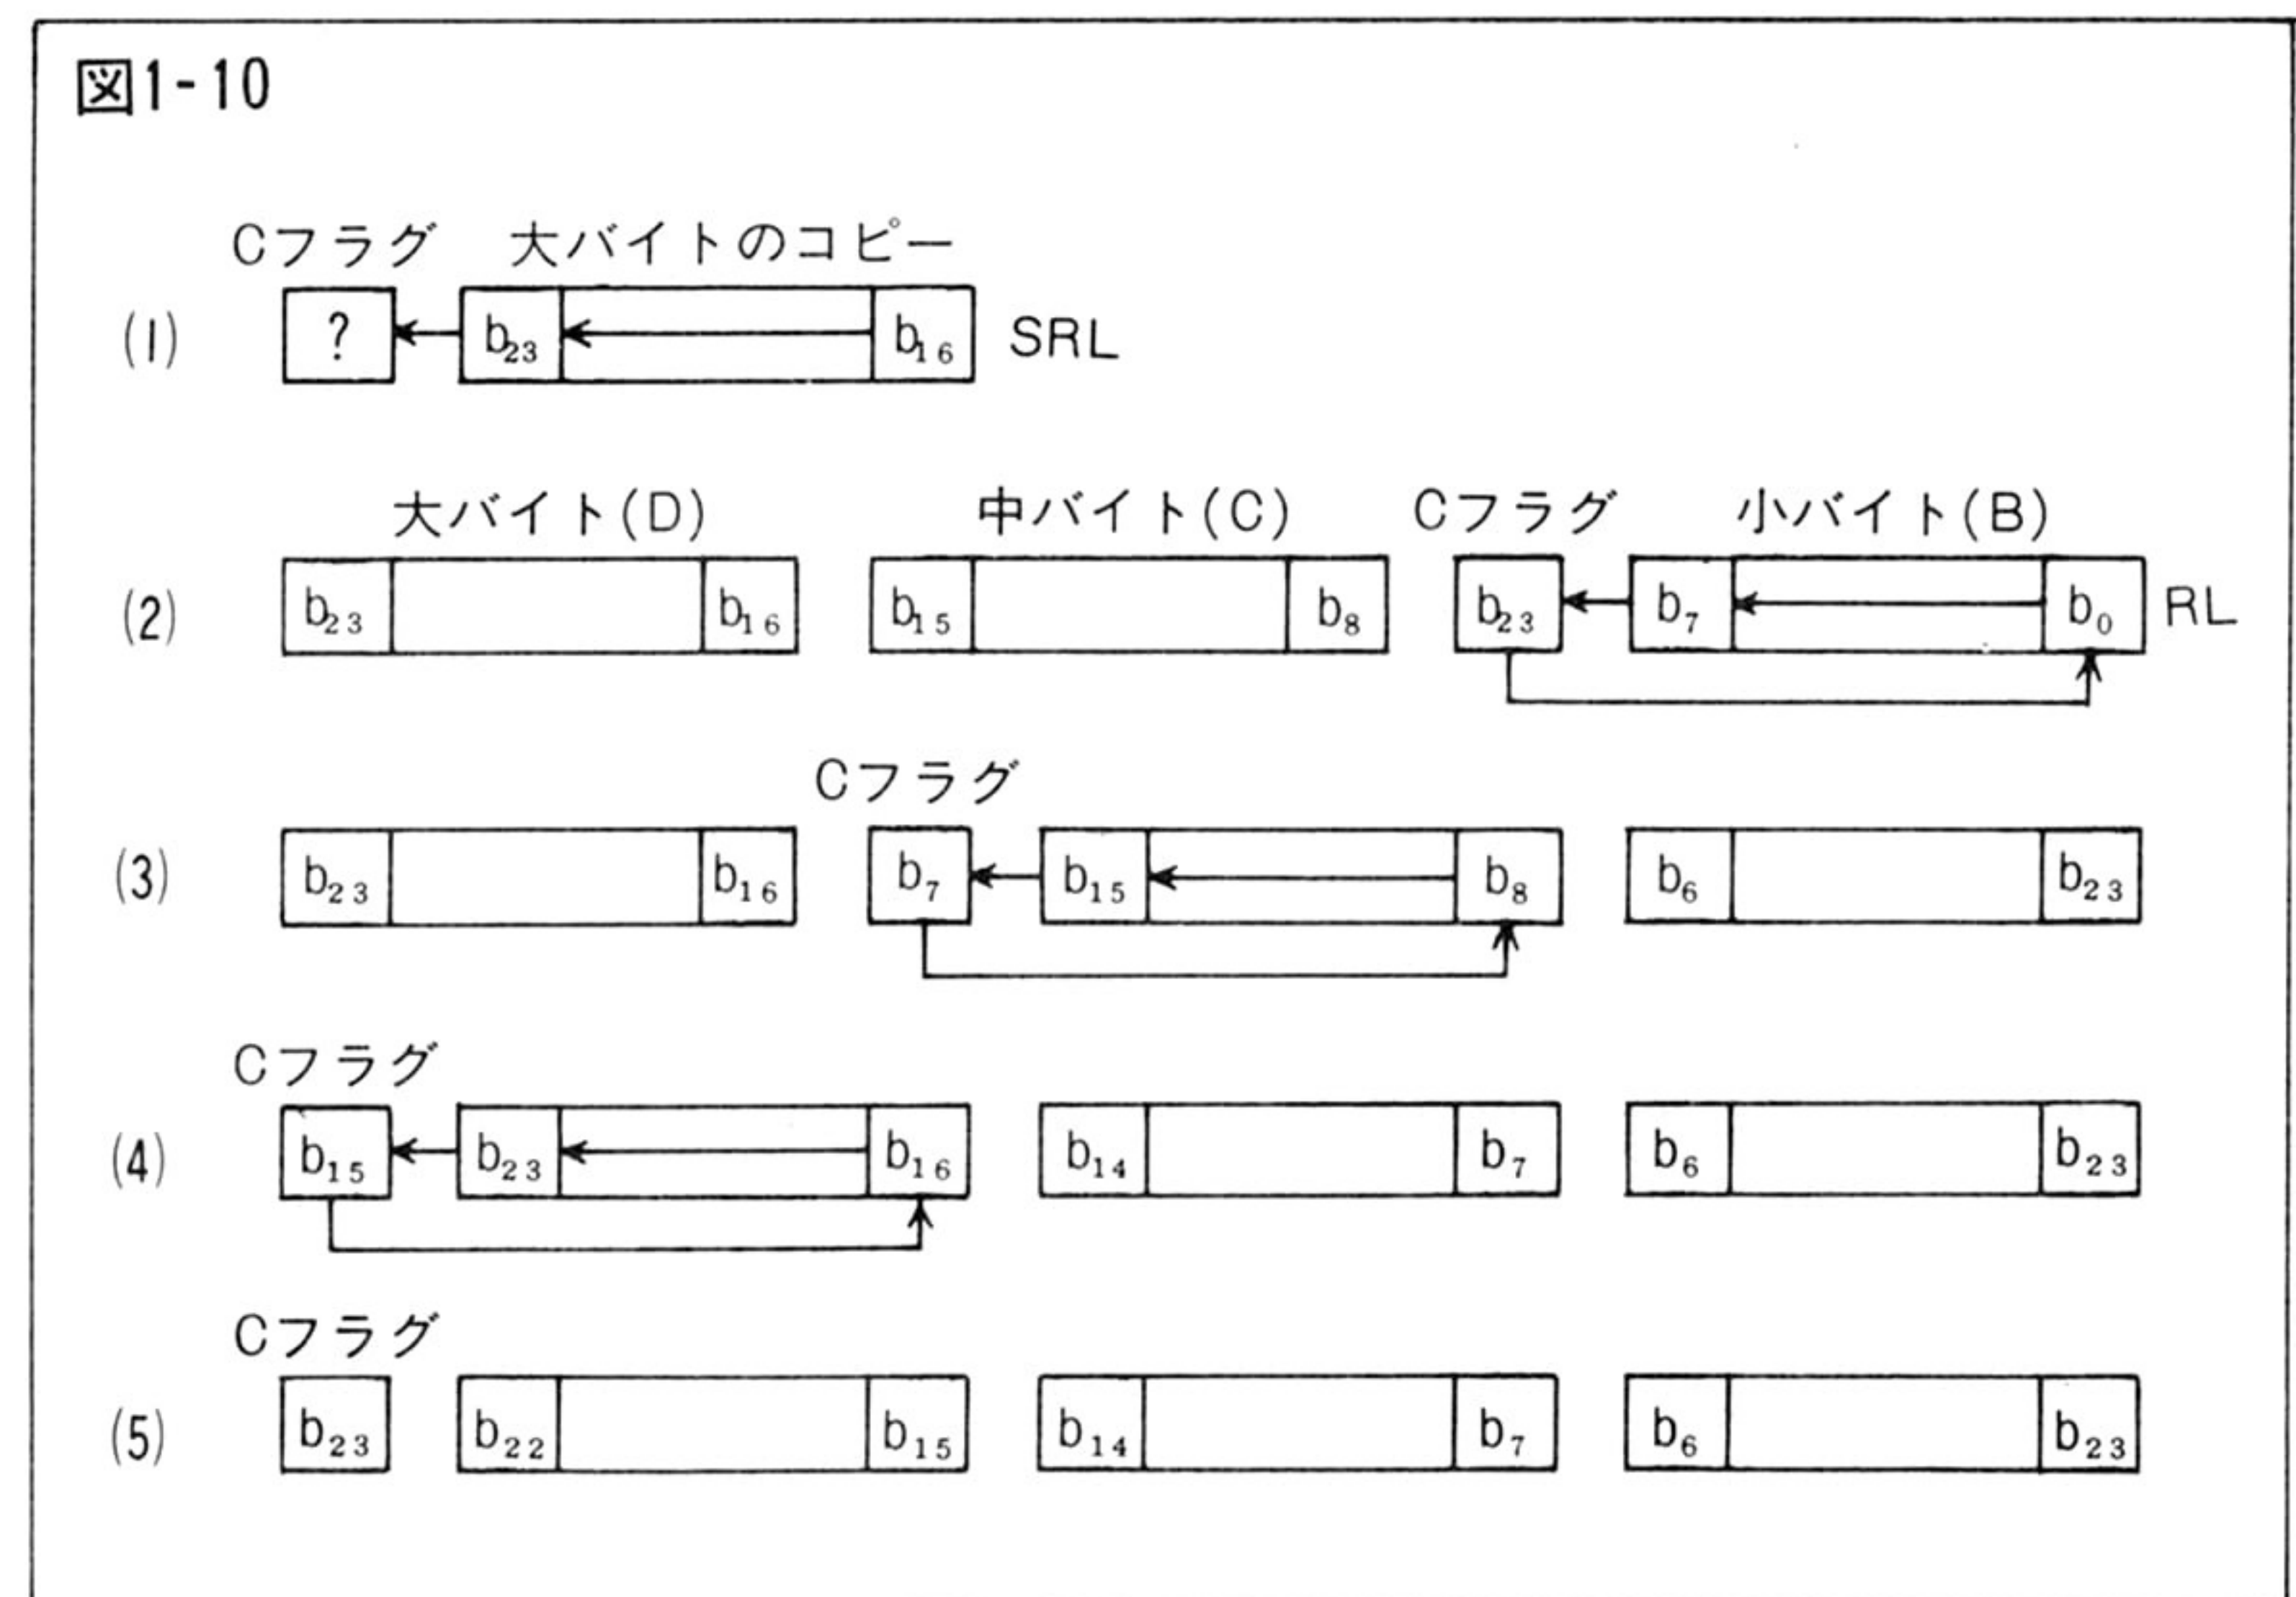 図1-10
Cフラグ 大バイトのコピー
(1) ? b23 b16 SRL
大バイト(D) 中バイト(C) Cフラグ 小バイト(B)
(2) b23 b16 b15 b8 b23 b7 b0 RL
Cフラグ
(3) b23 b16 b7 b15 b8 b6 b23
Cフラグ
(4) b15 b23 b16 b14 b7 b6 b23
Cフラグ
(5) b23 b22 b15 b14 b7 b6 b23